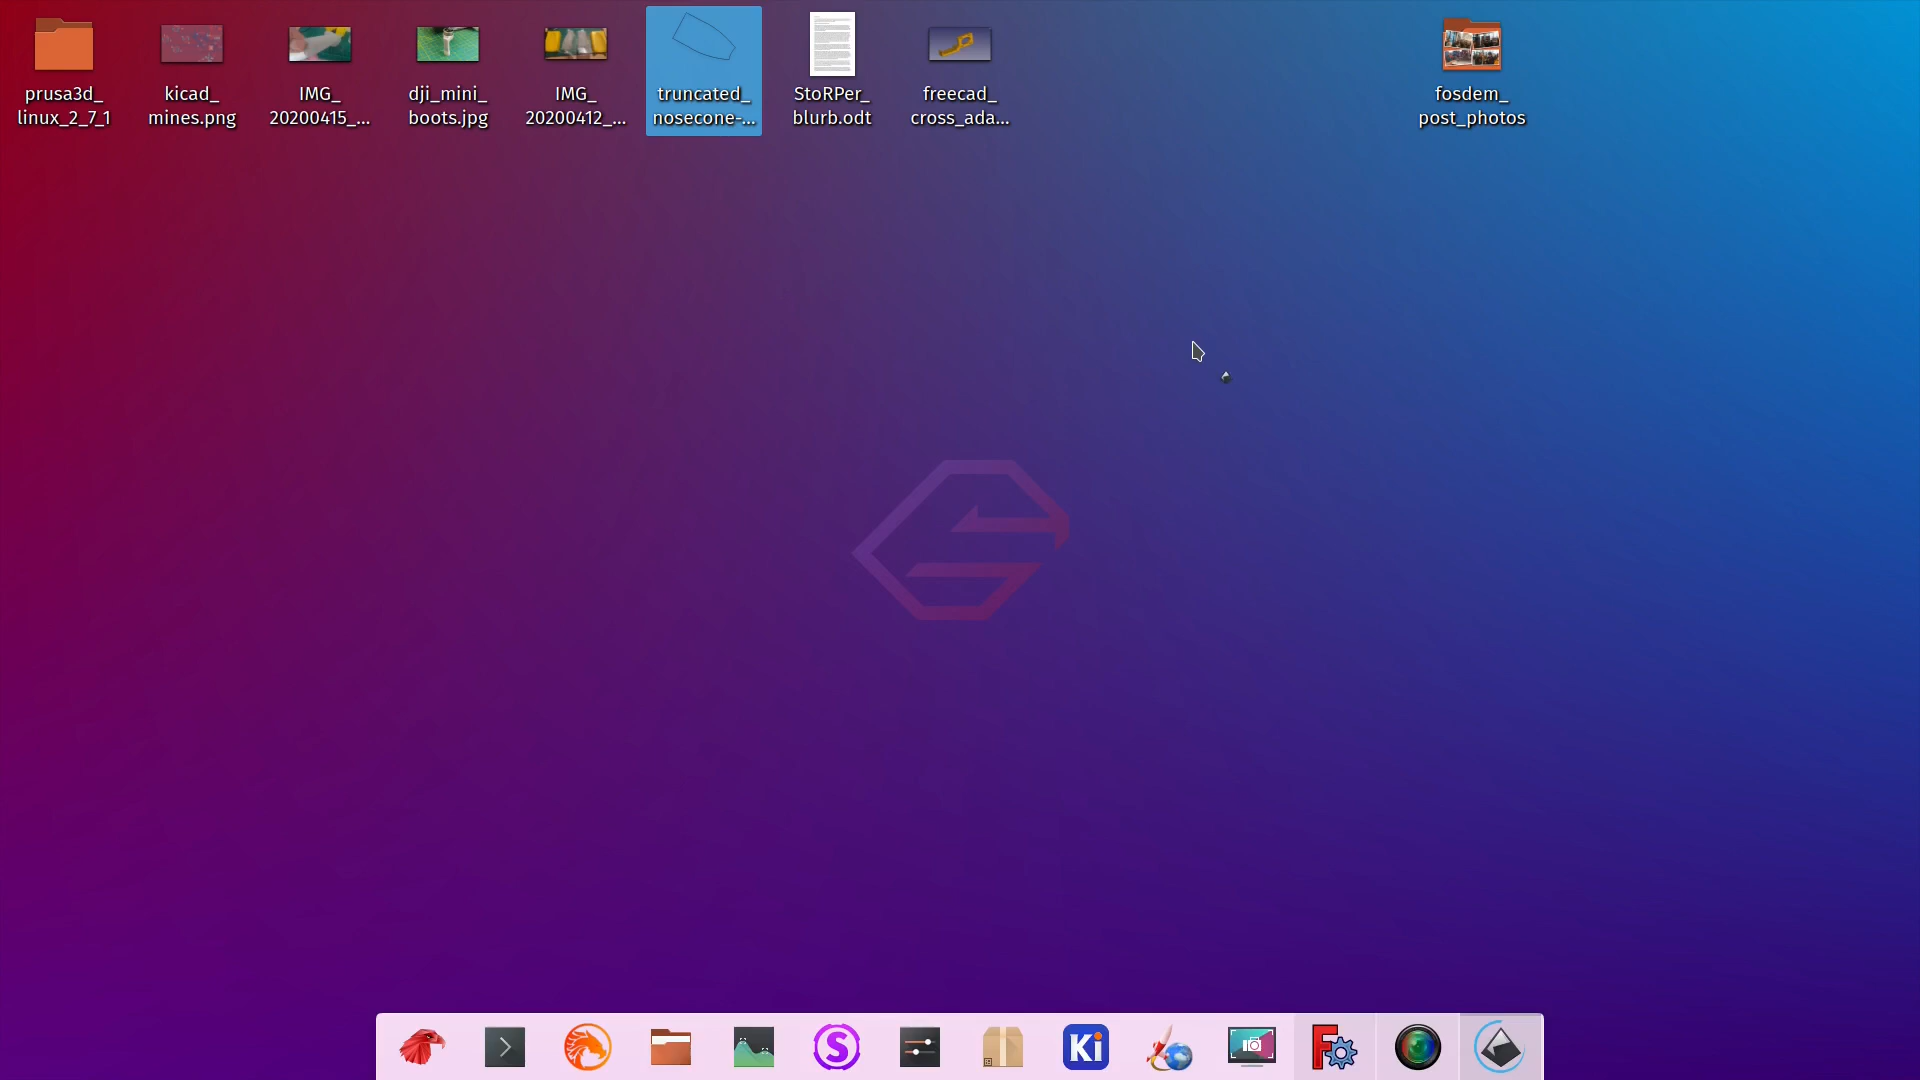 prusa3d_
linux_2_7_1
kicad_
mines.png
IMG_
20200415_...
dji_mini_
boots.jpg
IMG_
20200412_...
truncated_
nosecone-...
StoRPer_
blurb.odt
freecad_
cross_ada...
fosdem_
post_photos
S
Ki
F